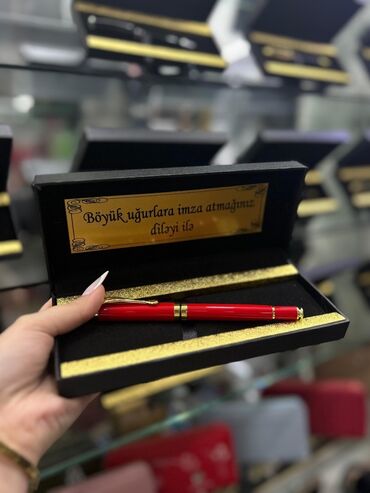 Böyük uğurlara imza atmağınız
diləyi ilə